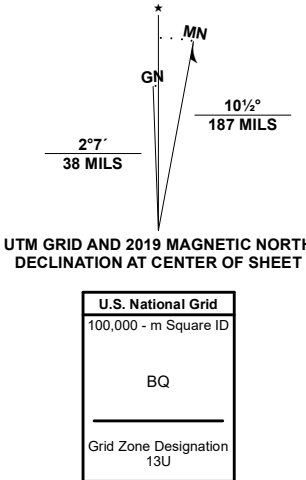 ★
MN
GN
10½°
187 MILS
2°7´
38 MILS
UTM GRID AND 2019 MAGNETIC NORTH
DECLINATION AT CENTER OF SHEET
U.S. National Grid
100,000 - m Square ID
BQ
Grid Zone Designation
13U